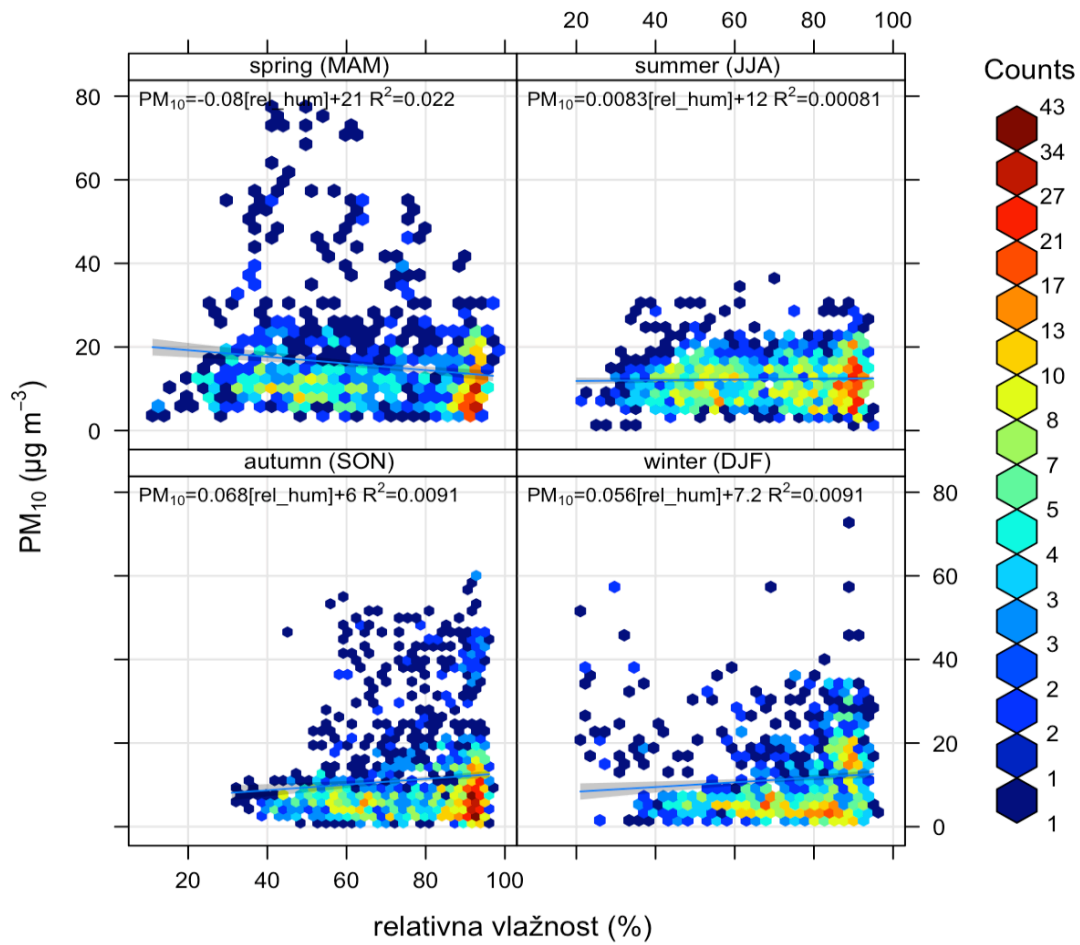 20 40 60 80 100
spring (MAM) summer (JJA)
PM₁₀=-0.08[rel_hum]+21 R²=0.022
PM₁₀=0.0083[rel_hum]+12 R²=0.00081
80
60
40
20
0
autumn (SON) winter (DJF)
PM₁₀=0.068[rel_hum]+6 R²=0.0091
PM₁₀=0.056[rel_hum]+7.2 R²=0.0091
80
60
40
20
0
20 40 60 80 100
PM₁₀ (µg m⁻³)
relativna vlažnost (%)
Counts
43
34
27
21
17
13
10
8
7
5
4
3
3
2
2
1
1